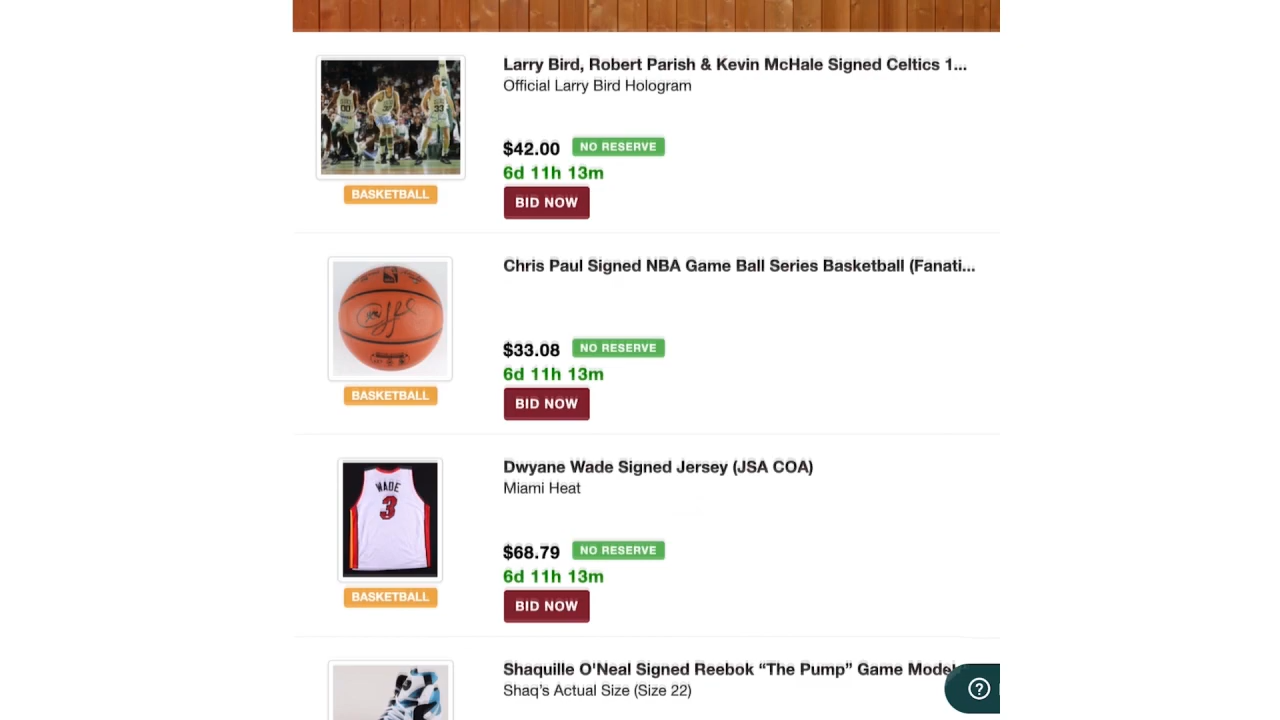 Larry Bird, Robert Parish & Kevin McHale Signed Celtics 1...
Official Larry Bird Hologram
$42.00 NO RESERVE
6d 11h 13m
BID NOW
BASKETBALL
Chris Paul Signed NBA Game Ball Series Basketball (Fanati...
$33.08 NO RESERVE
6d 11h 13m
BID NOW
BASKETBALL
Dwyane Wade Signed Jersey (JSA COA)
Miami Heat
WADE
3
$68.79 NO RESERVE
6d 11h 13m
BID NOW
BASKETBALL
Shaquille O'Neal Signed Reebok “The Pump” Game Model
Shaq's Actual Size (Size 22)
?